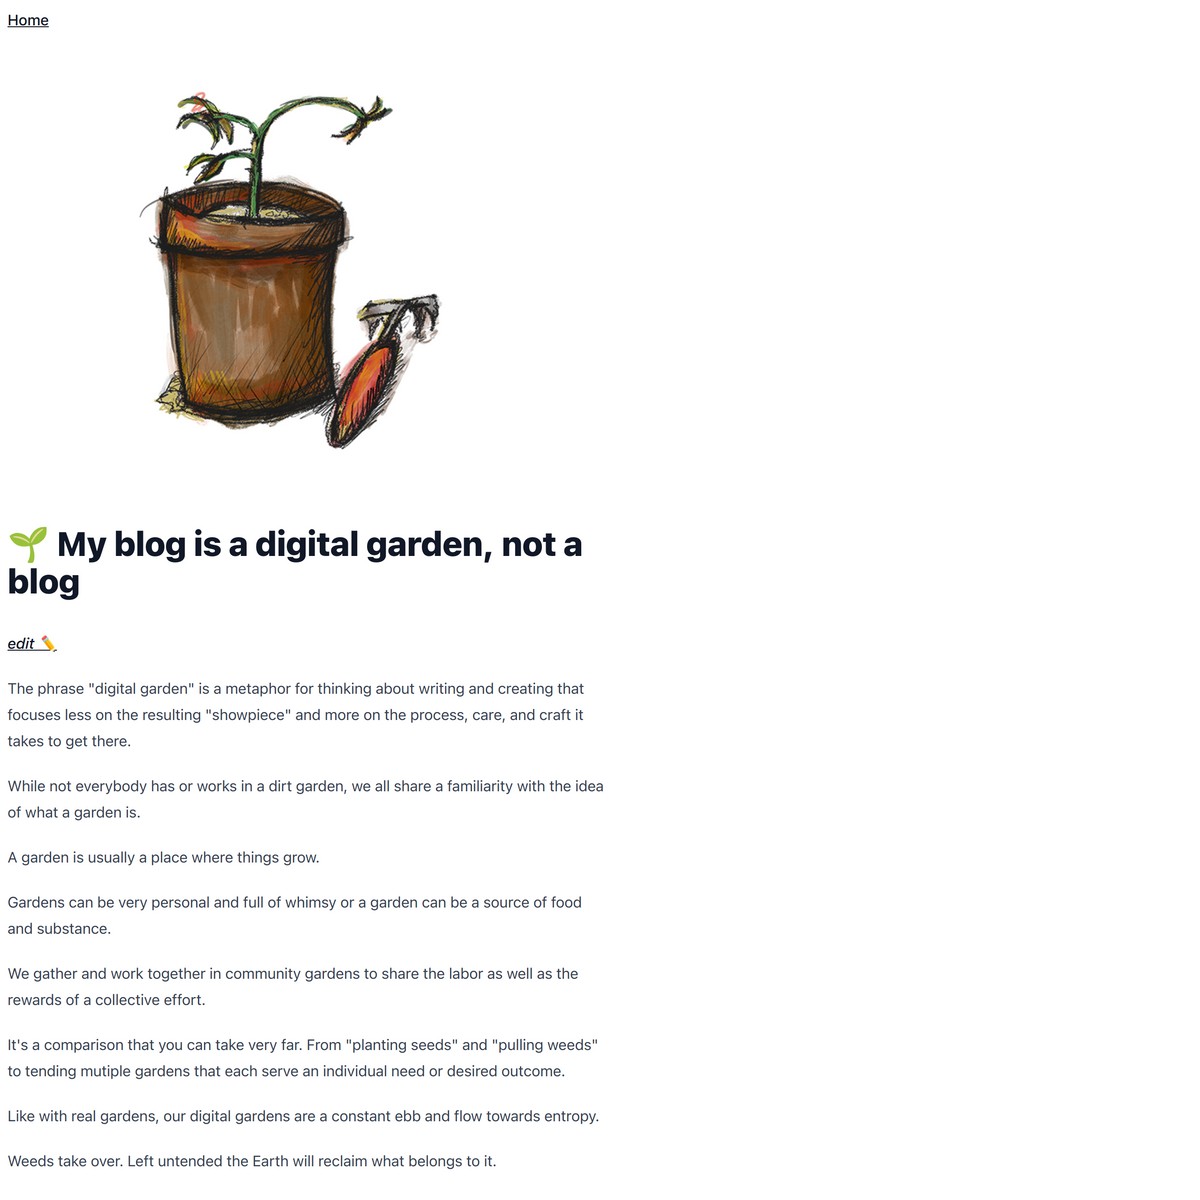 Home
🌱 My blog is a digital garden, not a
blog
edit ✏️
The phrase "digital garden" is a metaphor for thinking about writing and creating that
focuses less on the resulting "showpiece" and more on the process, care, and craft it
takes to get there.
While not everybody has or works in a dirt garden, we all share a familiarity with the idea
of what a garden is.
A garden is usually a place where things grow.
Gardens can be very personal and full of whimsy or a garden can be a source of food
and substance.
We gather and work together in community gardens to share the labor as well as the
rewards of a collective effort.
It's a comparison that you can take very far. From "planting seeds" and "pulling weeds"
to tending mutiple gardens that each serve an individual need or desired outcome.
Like with real gardens, our digital gardens are a constant ebb and flow towards entropy.
Weeds take over. Left untended the Earth will reclaim what belongs to it.